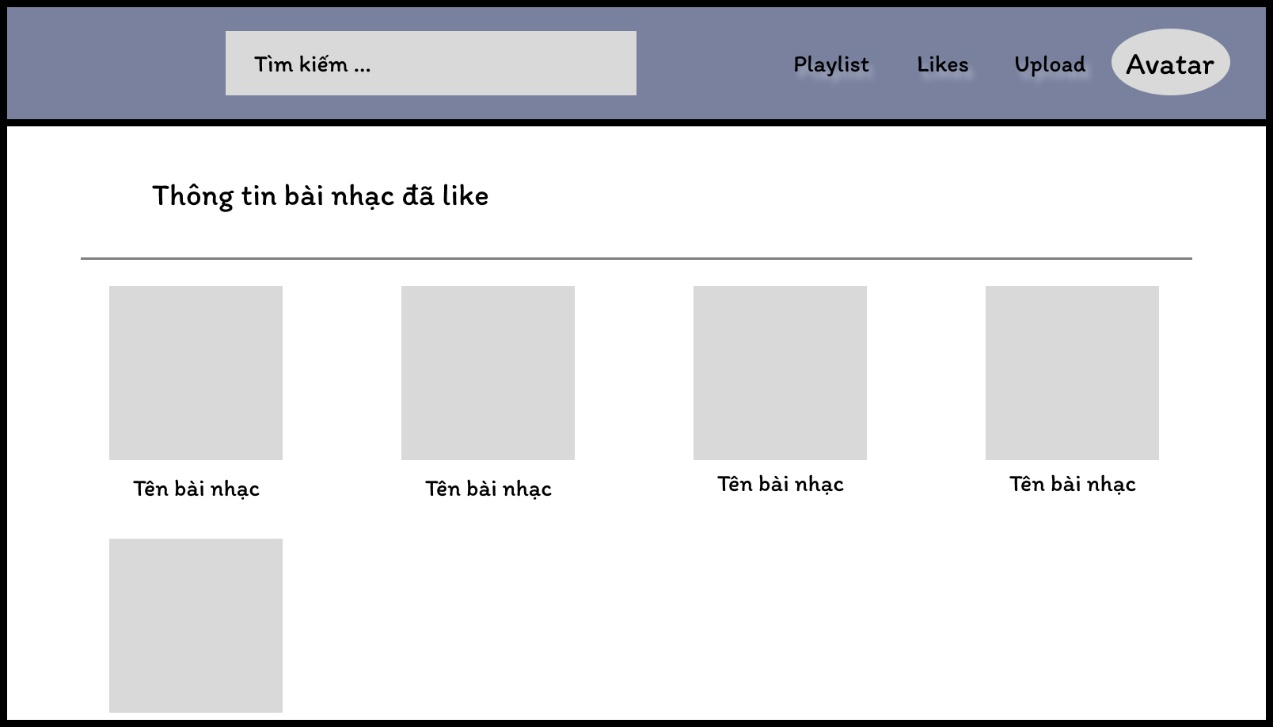 Tìm kiếm ...
Playlist
Likes
Upload
Avatar
Thông tin bài nhạc đã like
Tên bài nhạc
Tên bài nhạc
Tên bài nhạc
Tên bài nhạc